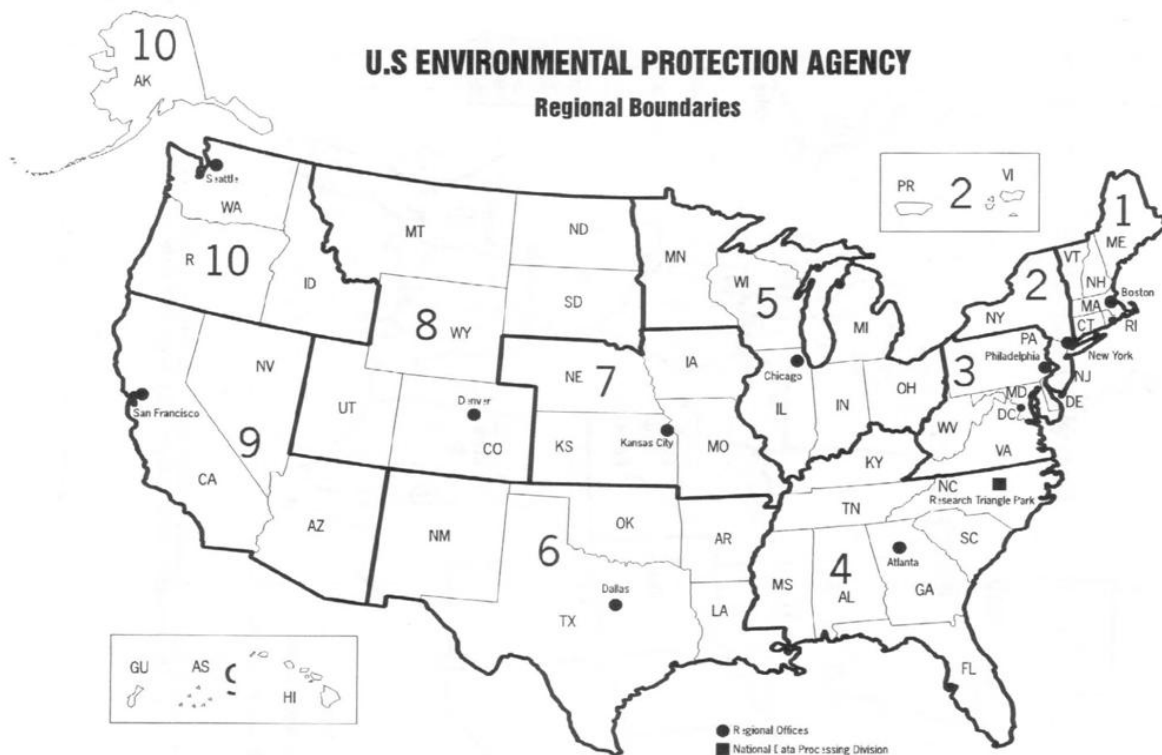 U.S ENVIRONMENTAL PROTECTION AGENCY
Regional Boundaries
10
AK
Seattle
WA
R 10
ID
MT
ND
SD
8
WY
MN
WI
5
MI
PR
2
VI
1
ME
VT
NH
2
NY
MA
Boston
CT
RI
PA
Philadelphia
New York
3
NJ
MD
DE
DC
WV
VA
NV
UT
San Francisco
9
CA
AZ
Denver
CO
NE 7
IA
KS
Kansas City
MO
Chicago
IL
IN
OH
KY
NC
Research Triangle Park
TN
SC
NM
6
OK
AR
Dallas
TX
LA
MS
4
AL
Atlanta
GA
FL
GU
AS
9
HI
Regional Offices
National Data Processing Division